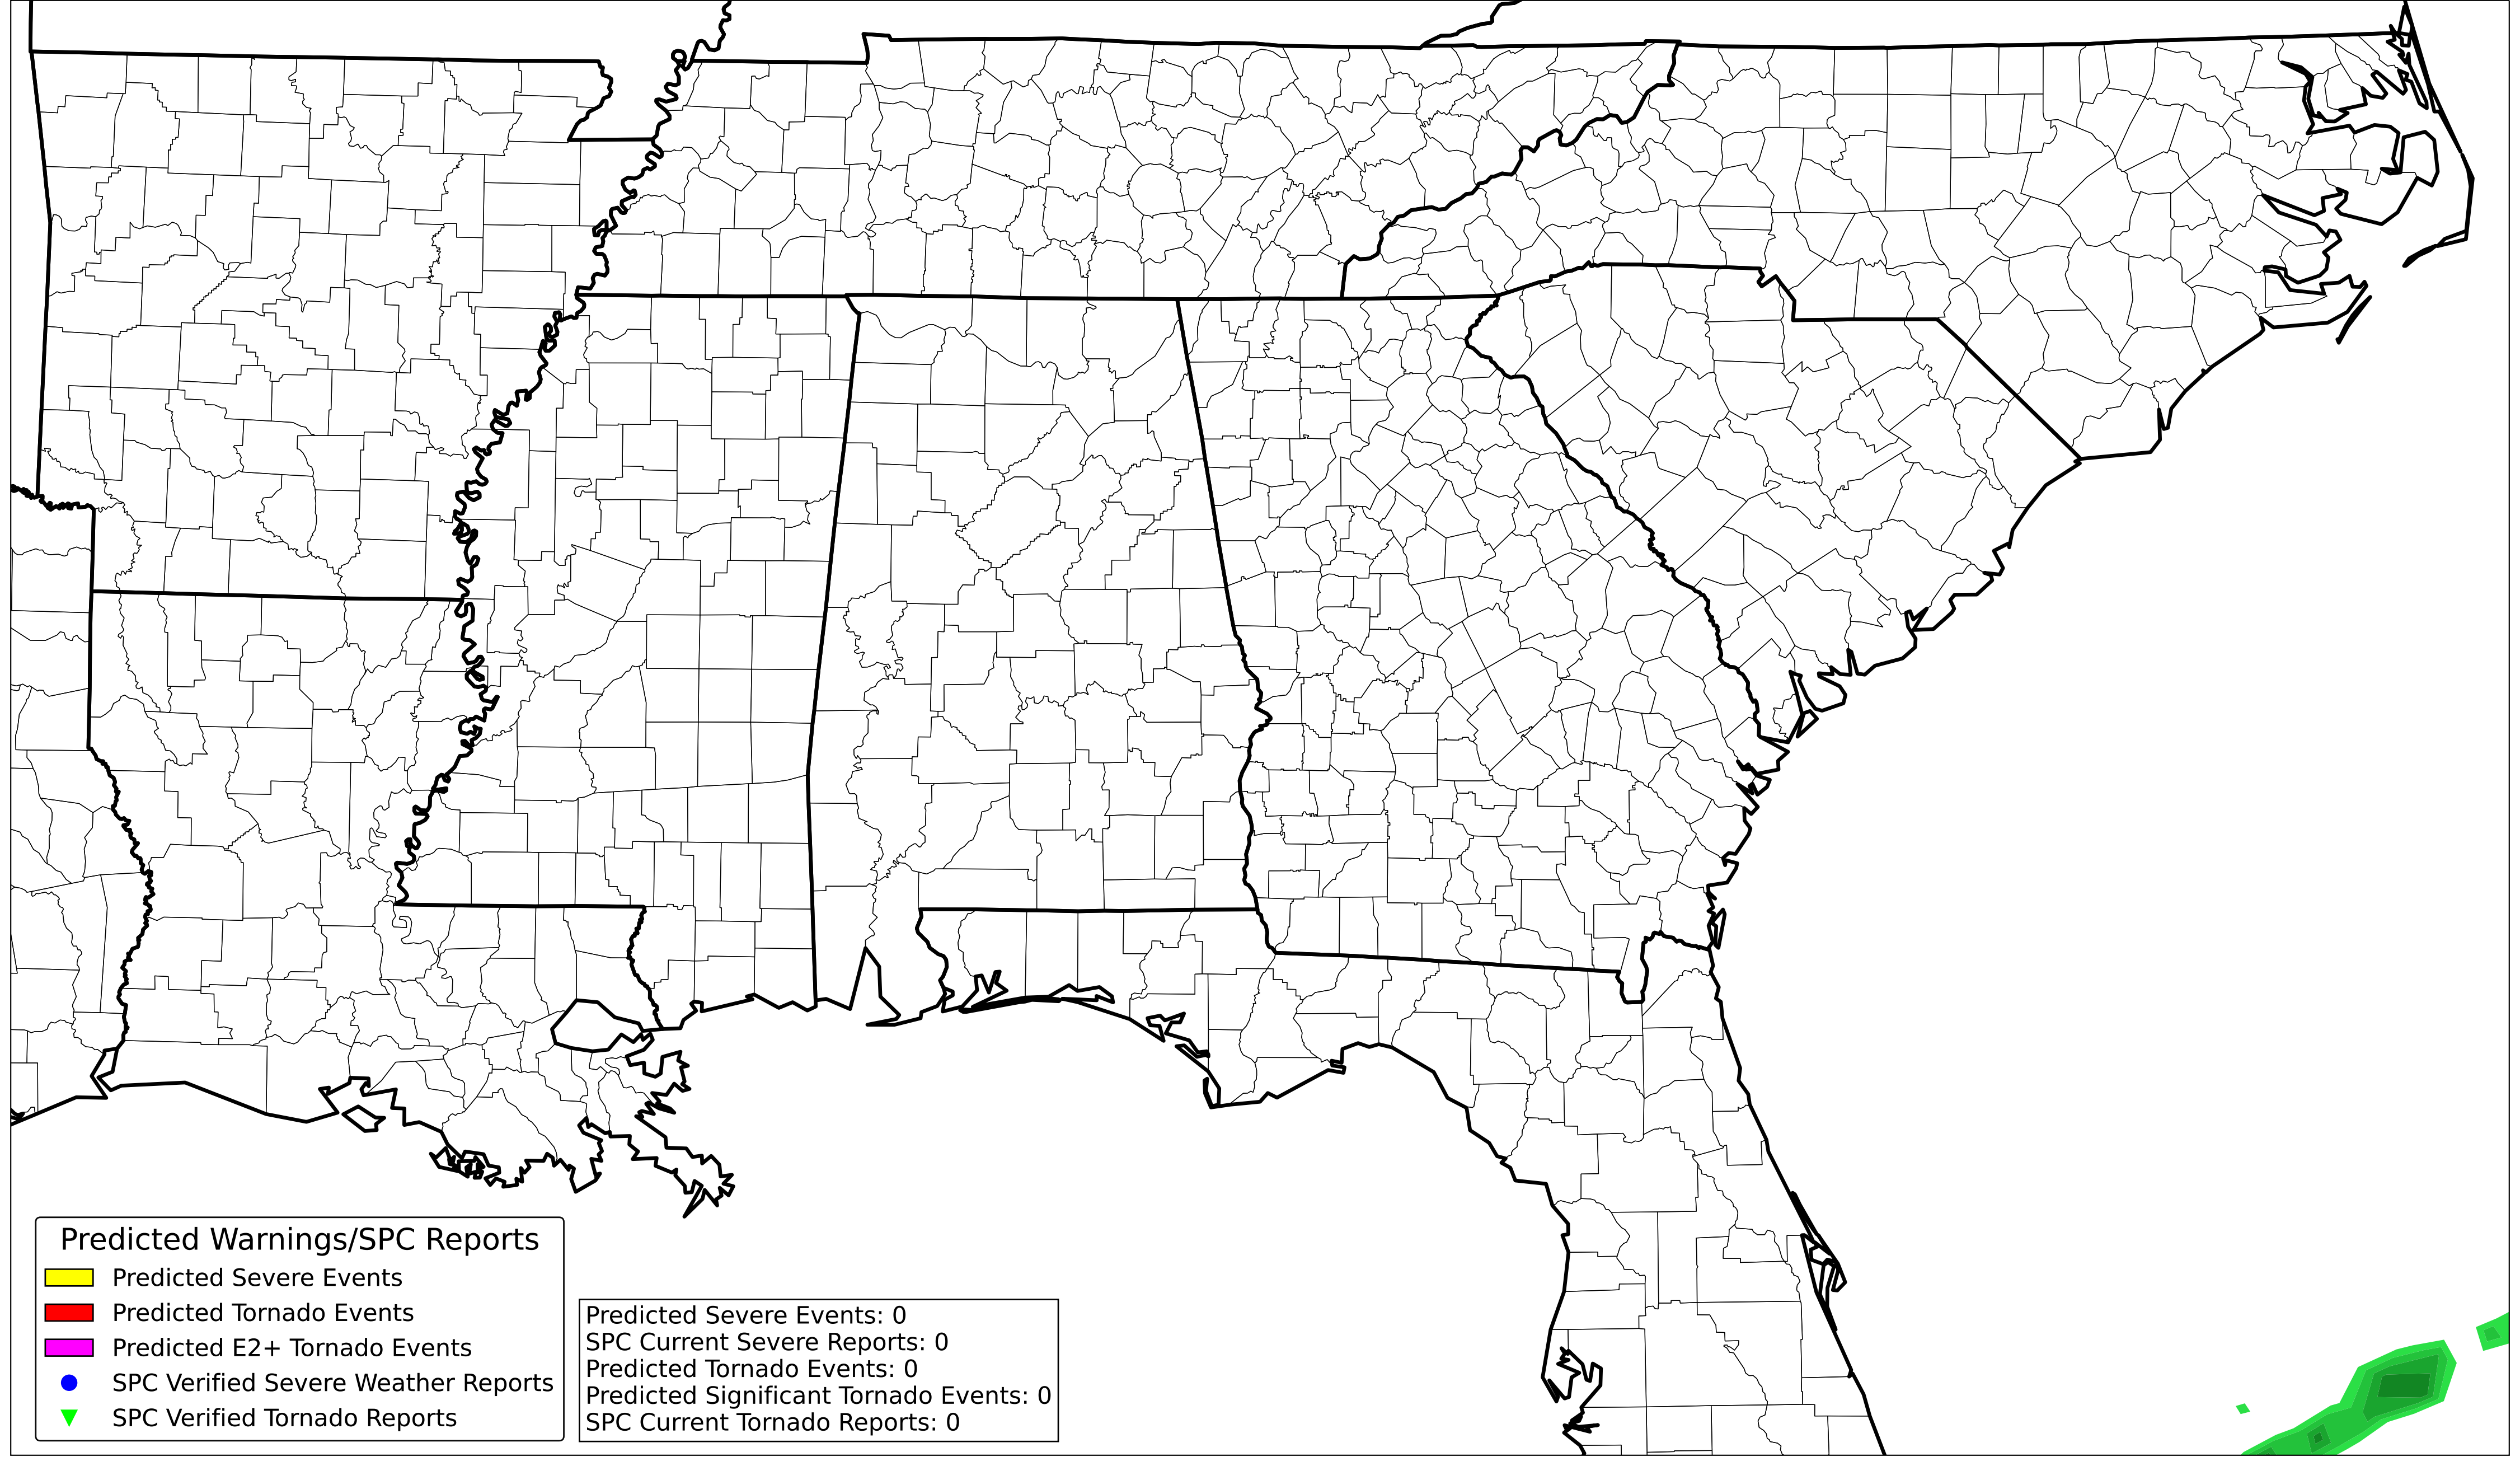 Predicted Warnings/SPC Reports
Predicted Severe Events
Predicted Tornado Events
Predicted E2+ Tornado Events
SPC Verified Severe Weather Reports
SPC Verified Tornado Reports
Predicted Severe Events: 0
SPC Current Severe Reports: 0
Predicted Tornado Events: 0
Predicted Significant Tornado Events: 0
SPC Current Tornado Reports: 0